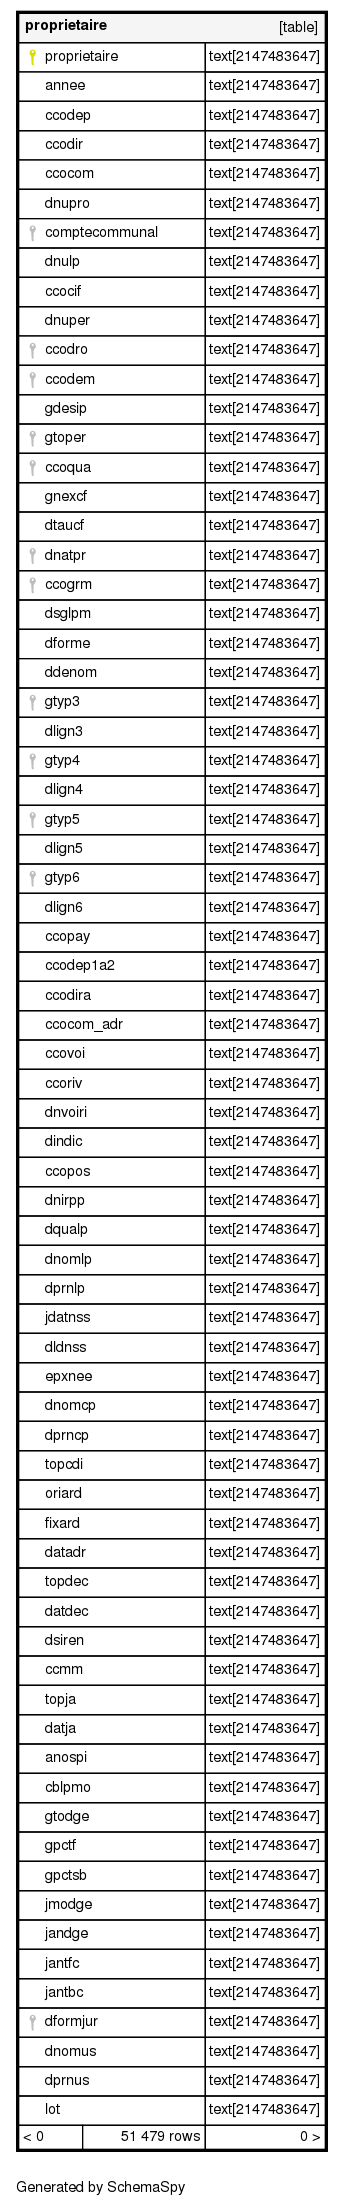 proprietaire [table]
proprietaire text[2147483647]
annee text[2147483647]
ccodep text[2147483647]
ccodir text[2147483647]
ccocom text[2147483647]
dnupro text[2147483647]
comptecommunal text[2147483647]
dnulp text[2147483647]
ccocif text[2147483647]
dnuper text[2147483647]
ccodro text[2147483647]
ccodem text[2147483647]
gdesip text[2147483647]
gtoper text[2147483647]
ccoqua text[2147483647]
gnexcf text[2147483647]
dtaucf text[2147483647]
dnatpr text[2147483647]
ccogrm text[2147483647]
dsglpm text[2147483647]
dforme text[2147483647]
ddenom text[2147483647]
gtyp3 text[2147483647]
dlign3 text[2147483647]
gtyp4 text[2147483647]
dlign4 text[2147483647]
gtyp5 text[2147483647]
dlign5 text[2147483647]
gtyp6 text[2147483647]
dlign6 text[2147483647]
ccopay text[2147483647]
ccodep1a2 text[2147483647]
ccodira text[2147483647]
ccocom_adr text[2147483647]
ccovoi text[2147483647]
ccoriv text[2147483647]
dnvoiri text[2147483647]
dindic text[2147483647]
ccopos text[2147483647]
dnirpp text[2147483647]
dqualp text[2147483647]
dnomlp text[2147483647]
dprnlp text[2147483647]
jdatnss text[2147483647]
dldnss text[2147483647]
epxnee text[2147483647]
dnomcp text[2147483647]
dprncp text[2147483647]
topcdi text[2147483647]
oriard text[2147483647]
fixard text[2147483647]
datadr text[2147483647]
topdec text[2147483647]
datdec text[2147483647]
dsiren text[2147483647]
ccmm text[2147483647]
topja text[2147483647]
datja text[2147483647]
anospi text[2147483647]
cblpmo text[2147483647]
gtodge text[2147483647]
gpctf text[2147483647]
gpctsb text[2147483647]
jmodge text[2147483647]
jandge text[2147483647]
jantfc text[2147483647]
jantbc text[2147483647]
dformjur text[2147483647]
dnomus text[2147483647]
dprnus text[2147483647]
lot text[2147483647]
< 0 51 479 rows 0 >
Generated by SchemaSpy